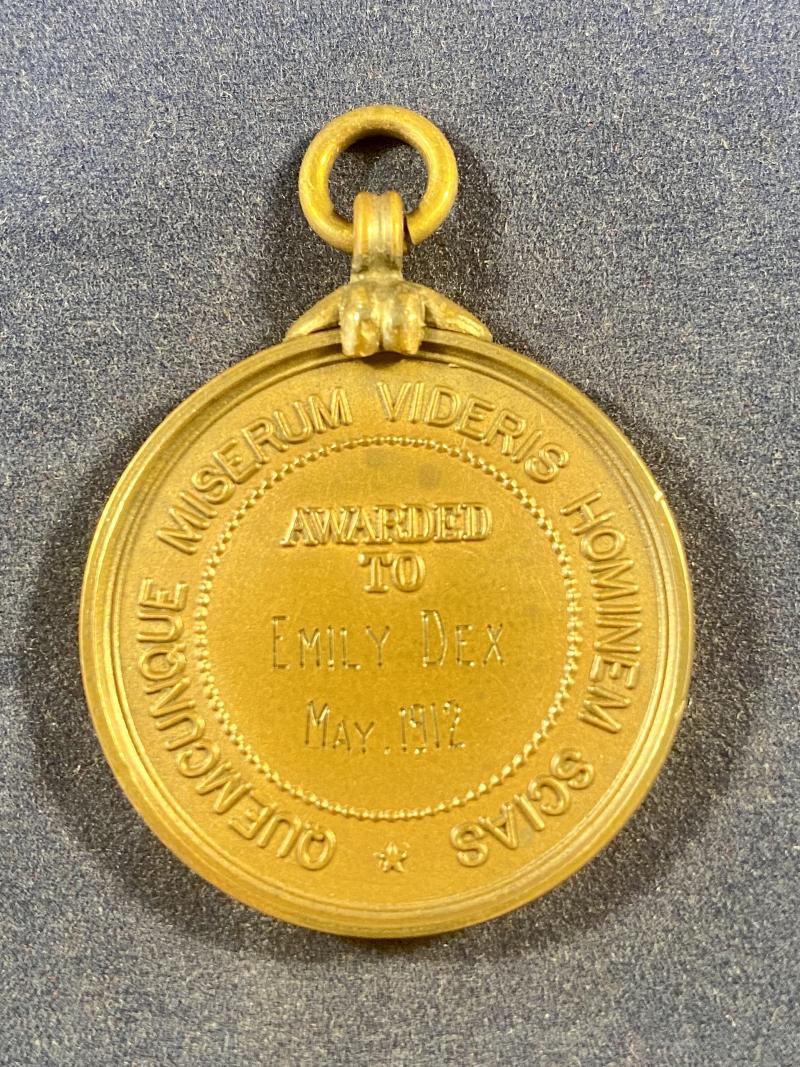 QUEMCUNQUE MISERUM VIDERIS HOMINEM SCIAS
AWARDED
TO
EMILY DEX
MAY. 1912